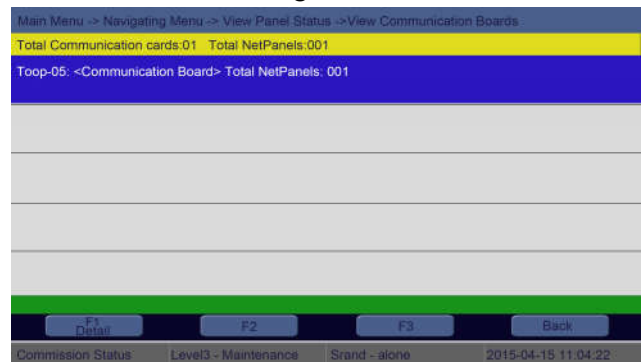 Main Menu -> Navigating Menu -> View Panel Status ->View Communication Boards
Total Communication cards:01 Total NetPanels:001
Toop-05: <Communication Board> Total NetPanels: 001
F1
Detail
F2
F3
Back
Commission Status Level3 - Maintenance Srand - alone 2015-04-15 11:04:22